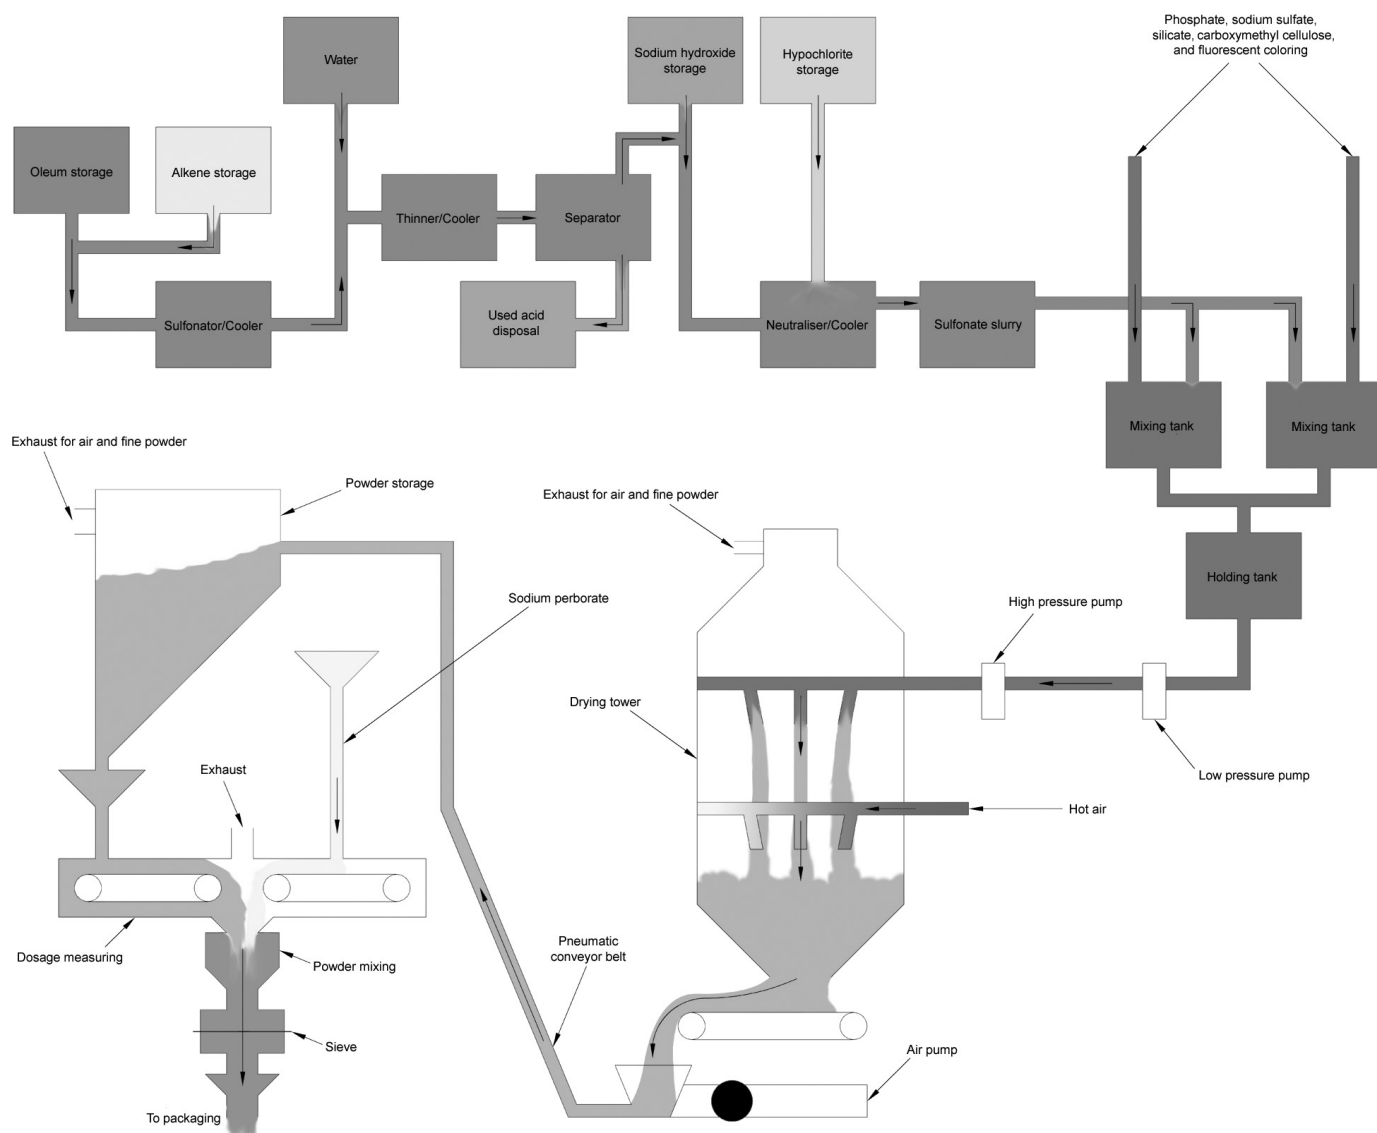 Phosphate, sodium sulfate,
silicate, carboxymethyl cellulose,
and fluorescent coloring
Water
Sodium hydroxide
storage
Hypochlorite
storage
Oleum storage
Alkene storage
Thinner/Cooler
Separator
Sulfonator/Cooler
Used acid
disposal
Neutraliser/Cooler
Sulfonate slurry
Mixing tank
Mixing tank
Exhaust for air and fine powder
Powder storage
Exhaust for air and fine powder
Holding tank
Sodium perborate
High pressure pump
Drying tower
Exhaust
Low pressure pump
Hot air
Dosage measuring
Powder mixing
Pneumatic
conveyor belt
Sieve
Air pump
To packaging